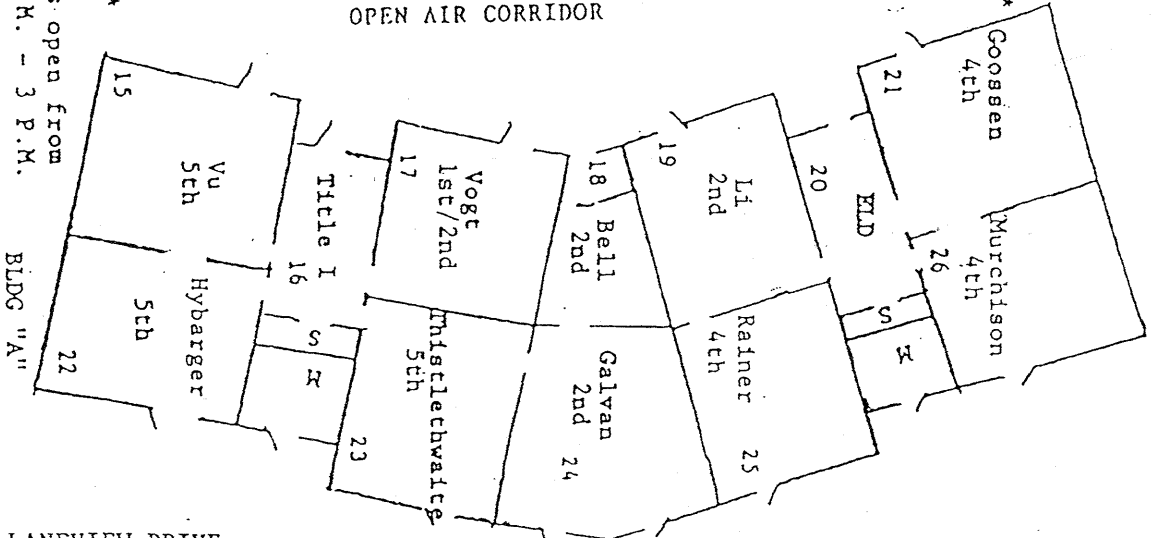 *
OPEN AIR CORRIDOR
*
s open from
M. - 3 P.M.
15
Vu
5th
Title I
16
17
Vogt
1st/2nd
18
Bell
2nd
19
Li
2nd
20
ELD
21
Goossen
4th
26
Murchison
4th
BLDG "A"
22
Hybarger
5th
S
W
23
Thistlethwaite
5th
Galvan
2nd
24
Rainer
4th
25
S
W
LANEVIEW DRIVE